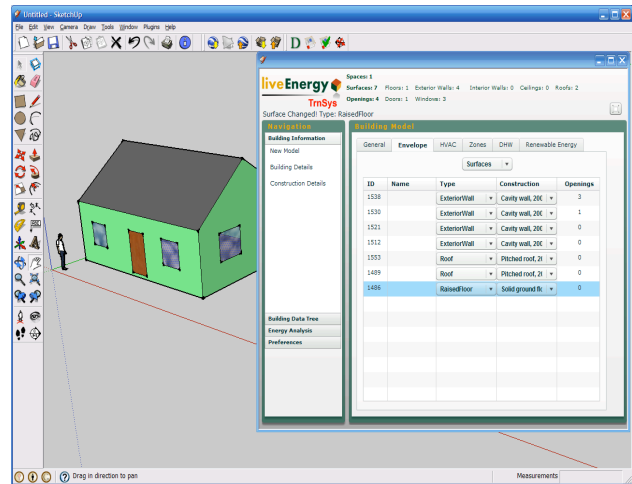 Untitled - SketchUp
File Edit View Camera Draw Tools Window Plugins Help
liveEnergy
TrnSys
Spaces: 1
Surfaces: 7 Floors: 1 Exterior Walls: 4 Interior Walls: 0 Ceilings: 0 Roofs: 2
Openings: 4 Doors: 1 Windows: 3
Surface Changed! Type: RaisedFloor
Navigation
Building Information
New Model
Building Details
Construction Details
Building Data Tree
Energy Analysis
Preferences
Building Model
General Envelope HVAC Zones DHW Renewable Energy
Surfaces
ID Name Type Construction Openings
1538 ExteriorWall Cavity wall, 200 3
1530 ExteriorWall Cavity wall, 200 1
1521 ExteriorWall Cavity wall, 200 0
1512 ExteriorWall Cavity wall, 200 0
1553 Roof Pitched roof, 2 0
1489 Roof Pitched roof, 2 0
1486 RaisedFloor Solid ground flo 0
Drag in direction to pan
Measurements